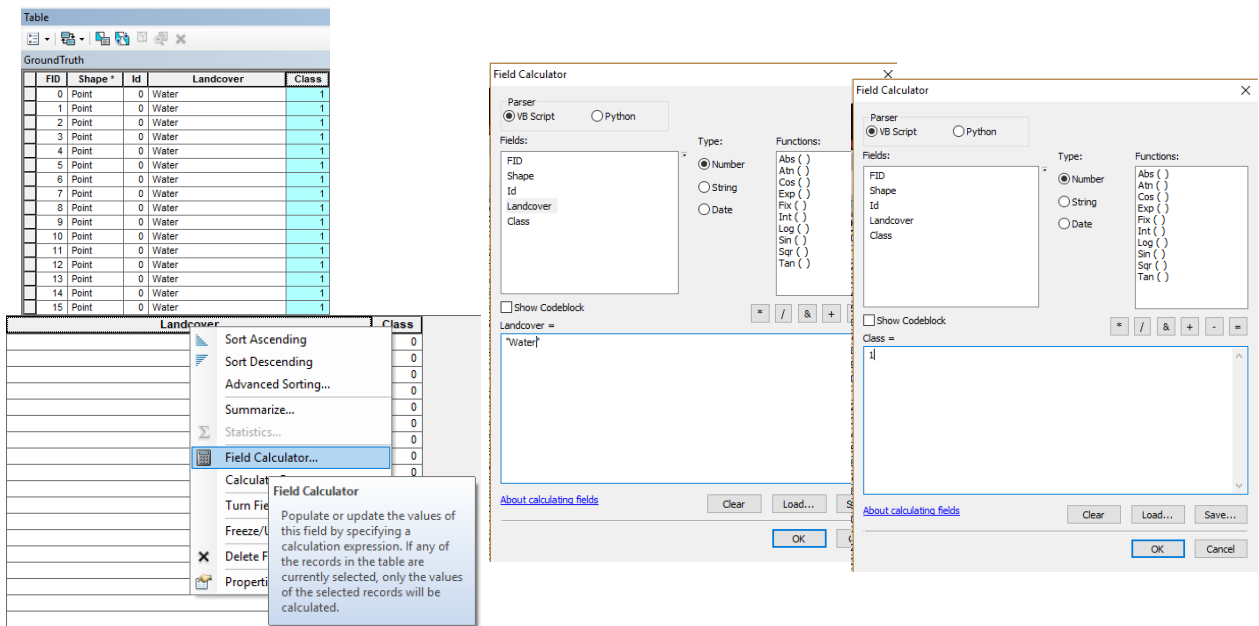 Table
GroundTruth
FID Shape * Id Landcover Class
0 Point 0 Water 1
1 Point 0 Water 1
2 Point 0 Water 1
3 Point 0 Water 1
4 Point 0 Water 1
5 Point 0 Water 1
6 Point 0 Water 1
7 Point 0 Water 1
8 Point 0 Water 1
9 Point 0 Water 1
10 Point 0 Water 1
11 Point 0 Water 1
12 Point 0 Water 1
13 Point 0 Water 1
14 Point 0 Water 1
15 Point 0 Water 1
Landcover Class
0
0
0
0
0
0
0
0
0
Sort Ascending
Sort Descending
Advanced Sorting...
Summarize...
Σ Statistics...
Field Calculator...
Turn Fie
Delete F
Field Calculator
Populate or update the values of
this field by specifying a
calculation expression. If any of
the records in the table are
currently selected, only the values
of the selected records will be
calculated.
Field Calculator
Parser
VB Script Python
Fields: Type: Functions:
FID
Shape
Id
Landcover
Class
Number
String
Date
Abs ( )
Atn ( )
Cos ( )
Exp ( )
Fix ( )
Int ( )
Log ( )
Sin ( )
Sqr ( )
Tan ( )
Show Codeblock
* / & +
Landcover =
"Water"
About calculating fields
Clear Load...
OK
Field Calculator
Parser
VB Script Python
Fields: Type: Functions:
FID
Shape
Id
Landcover
Class
Number
String
Date
Abs ( )
Atn ( )
Cos ( )
Exp ( )
Fix ( )
Int ( )
Log ( )
Sin ( )
Sqr ( )
Tan ( )
Show Codeblock
* / & + - =
Class =
1
About calculating fields
Clear Load... Save...
OK Cancel